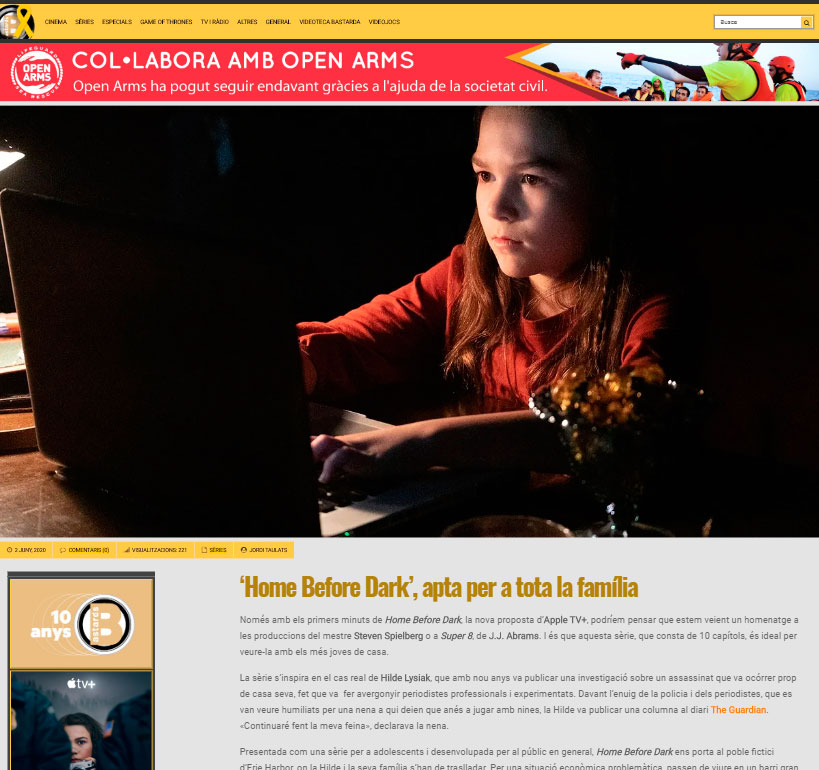 CINEMA SÈRIES ESPECIALS GAME OF THRONES TV I RÀDIO ALTRES GENERAL VIDEOTECA BASTARDA VIDEOJOCS
Busca
LIFEGUARD
OPEN
ARMS
SEA RESCUE
COL•LABORA AMB OPEN ARMS
Open Arms ha pogut seguir endavant gràcies a l'ajuda de la societat civil.
2 JUNY, 2020 COMENTARIS (0) VISUALITZACIONS: 221 SÈRIES JORDI TAULATS
10
anys
Bastards
tv+
‘Home Before Dark’, apta per a tota la família
Només amb els primers minuts de Home Before Dark, la nova proposta d’Apple TV+, podríem pensar que estem veient un homenatge a
les produccions del mestre Steven Spielberg o a Super 8, de J.J. Abrams. I és que aquesta sèrie, que consta de 10 capítols, és ideal per
veure-la amb els més joves de casa.
La sèrie s’inspira en el cas real de Hilde Lysiak, que amb nou anys va publicar una investigació sobre un assassinat que va ocórrer prop
de casa seva, fet que va fer avergonyir periodistes professionals i experimentats. Davant l’enuig de la policia i dels periodistes, que es
van veure humiliats per una nena a qui deien que anés a jugar amb nines, la Hilde va publicar una columna al diari The Guardian.
«Continuaré fent la meva feina», declarava la nena.
Presentada com una sèrie per a adolescents i desenvolupada per al públic en general, Home Before Dark ens porta al poble fictici
d’Erie Harbor, on la Hilde i la seva família s’han de traslladar. Per una situació econòmica problemàtica, passen de viure en un barri gran